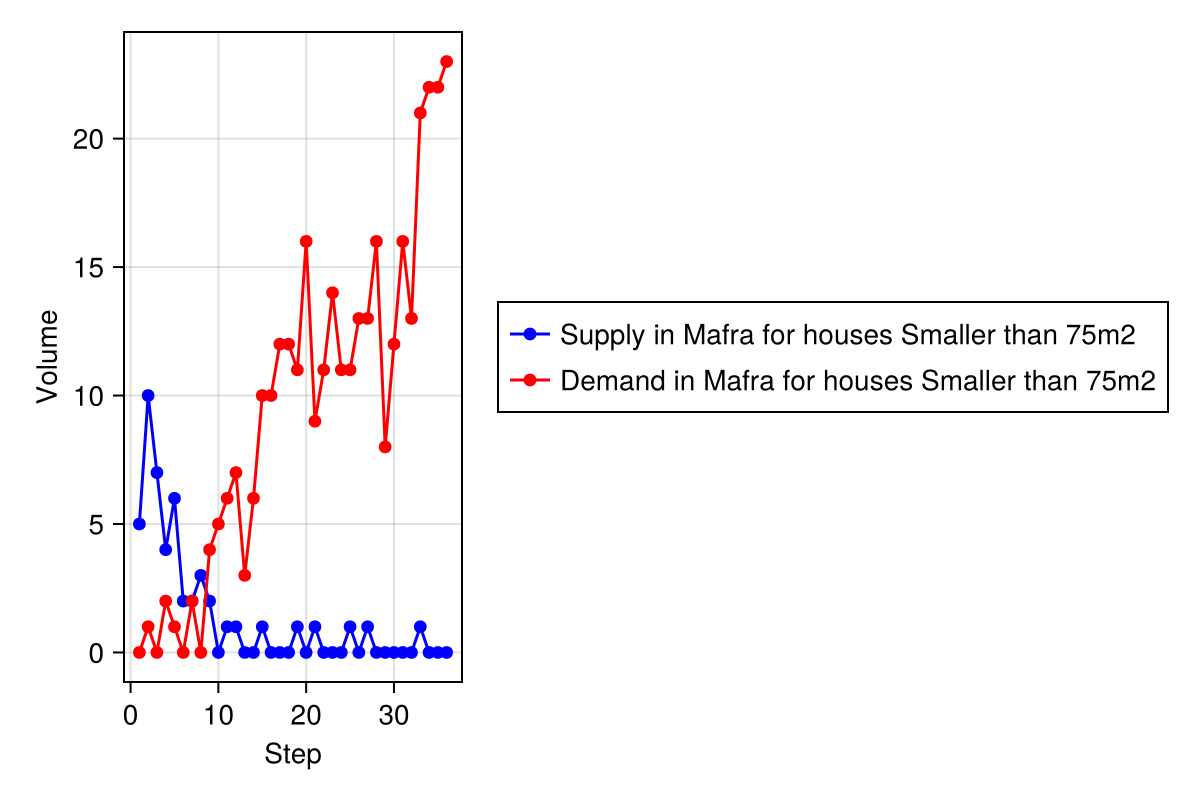 20
15
10
5
0
Volume
0 10 20 30
Step
Supply in Mafra for houses Smaller than 75m2
Demand in Mafra for houses Smaller than 75m2